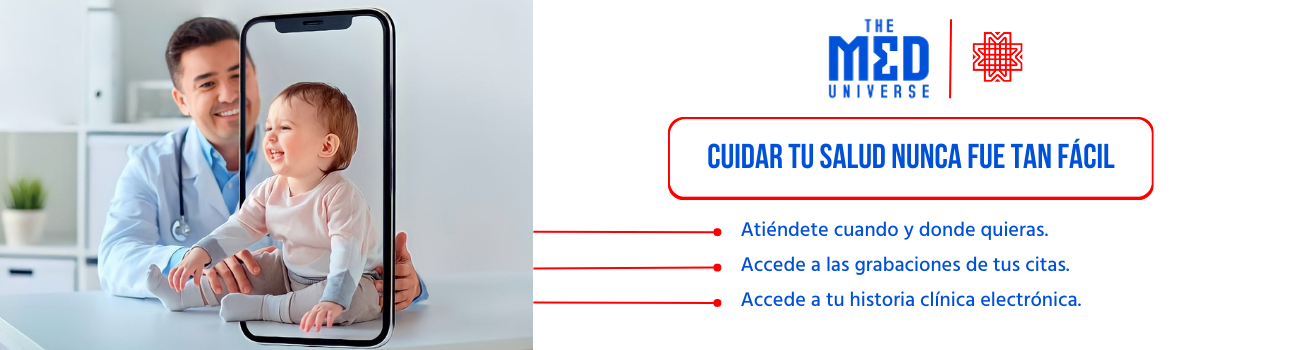 THE
MED
UNIVERSE
CUIDAR TU SALUD NUNCA FUE TAN FÁCIL
Atiéndete cuando y donde quieras.
Accede a las grabaciones de tus citas.
Accede a tu historia clínica electrónica.